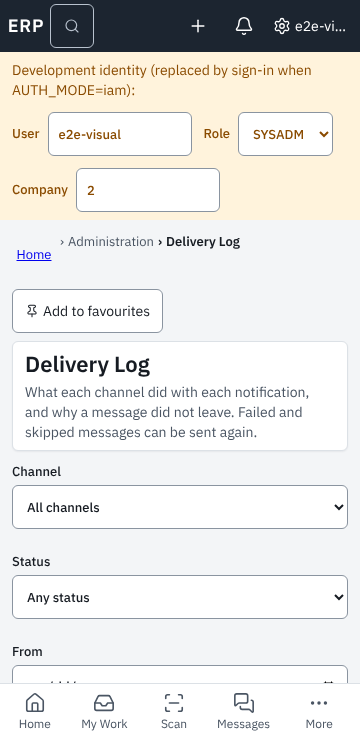 ERP
e2e-vi...
Development identity (replaced by sign-in when
AUTH_MODE=iam):
User e2e-visual Role SYSADM
Company 2
Home › Administration › Delivery Log
Add to favourites
Delivery Log
What each channel did with each notification,
and why a message did not leave. Failed and
skipped messages can be sent again.
Channel
All channels
Status
Any status
From
Home My Work Scan Messages More